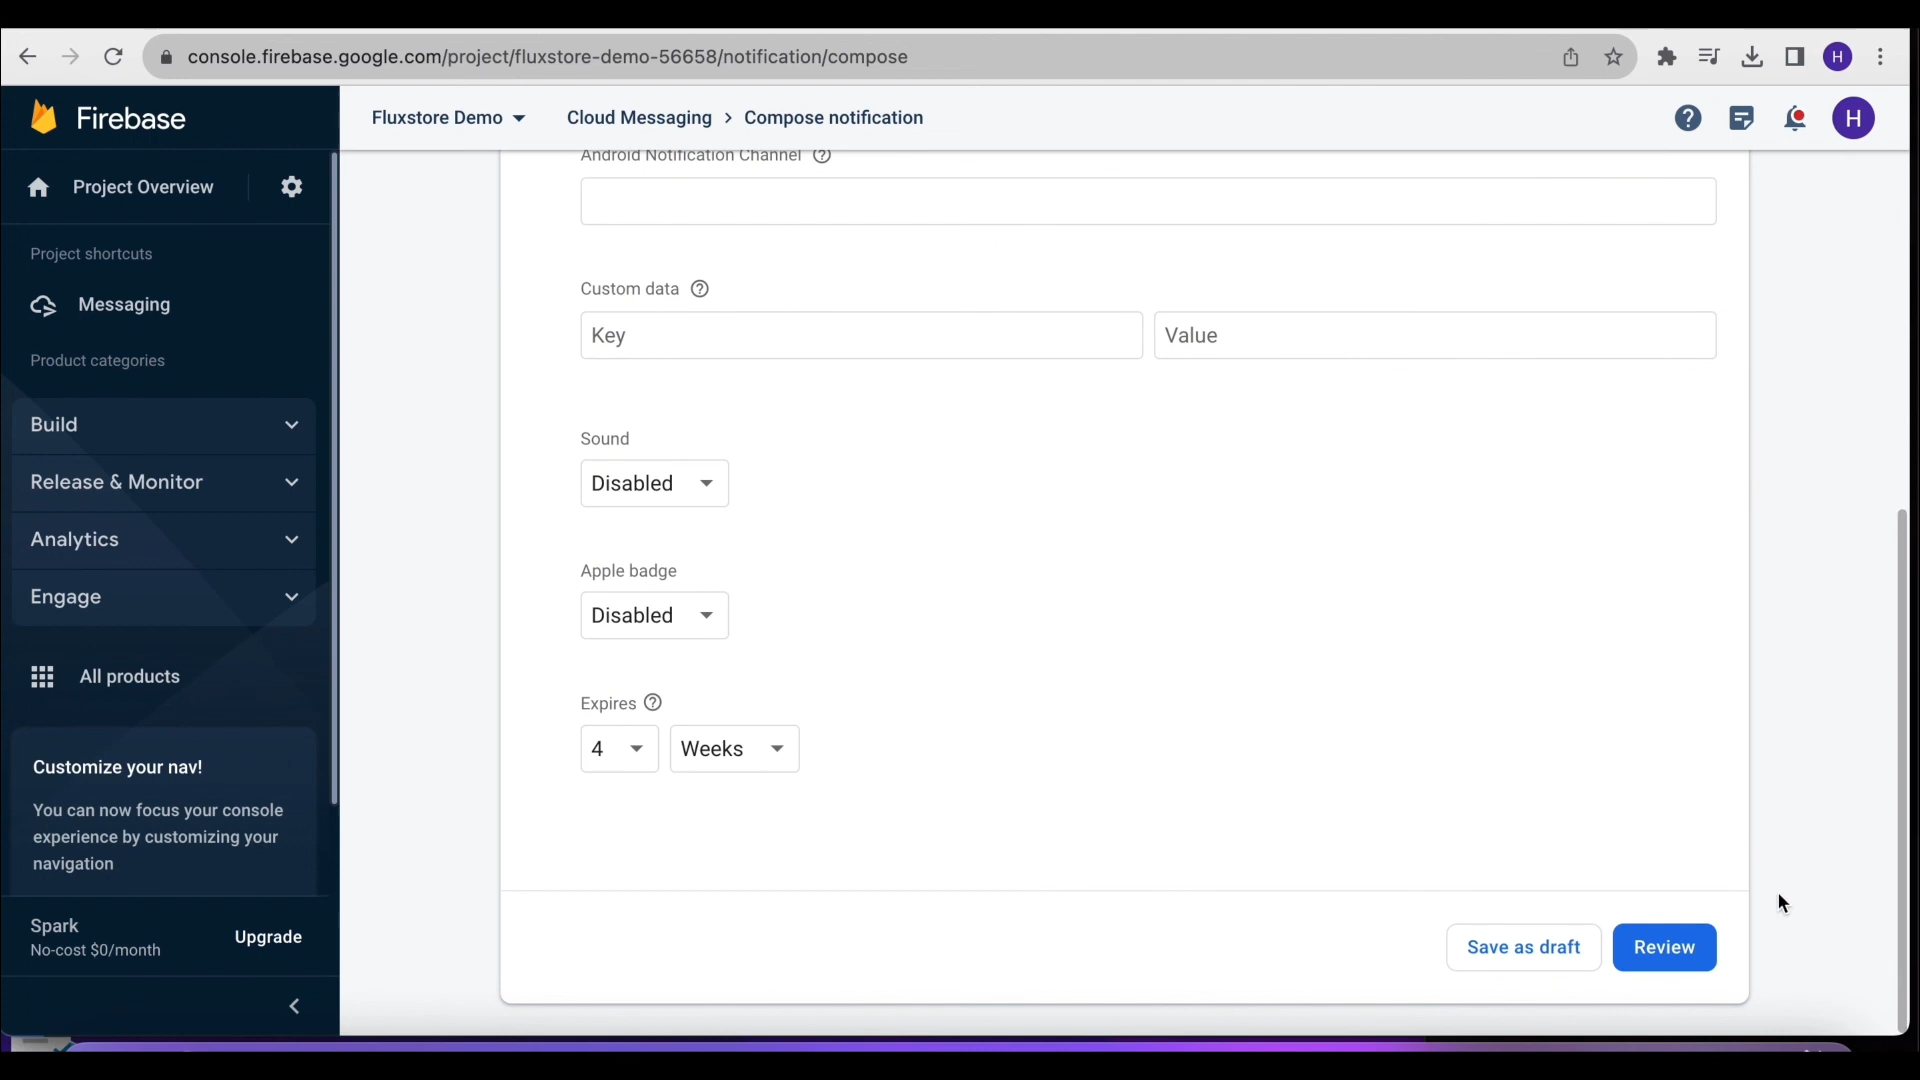 console.firebase.google.com/project/fluxstore-demo-56658/notification/compose
H
Firebase
Fluxstore Demo
Cloud Messaging > Compose notification
H
Project Overview
Project shortcuts
Messaging
Product categories
Build
Release & Monitor
Analytics
Engage
All products
Customize your nav!
You can now focus your console
experience by customizing your
navigation
Spark
No-cost $0/month
Upgrade
Android Notification Channel
Custom data
Key
Value
Sound
Disabled
Apple badge
Disabled
Expires
4
Weeks
Save as draft
Review